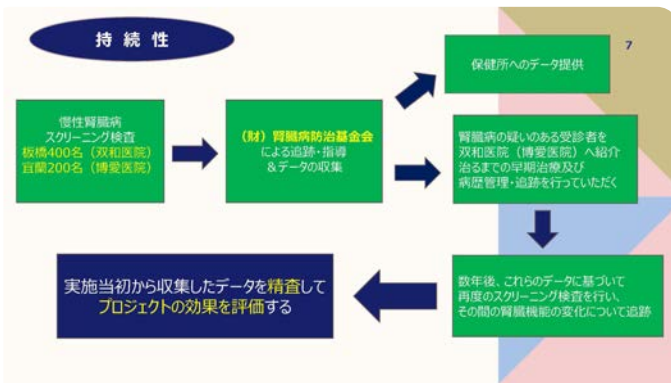 持 続 性
7
保健所へのデータ提供
慢性腎臓病
スクリーニング検査
板橋400名（双和医院）
宜蘭200名（博愛医院）
（財）腎臓病防治基金会
による追跡・指導
＆データの収集
腎臓病の疑いのある受診者を
双和医院（博愛医院）へ紹介
治るまでの早期治療及び
病歴管理・追跡を行っていただく
数年後、これらのデータに基づいて
再度のスクリーニング検査を行い、
その間の腎臓機能の変化について追跡
実施当初から収集したデータを精査して
プロジェクトの効果を評価する